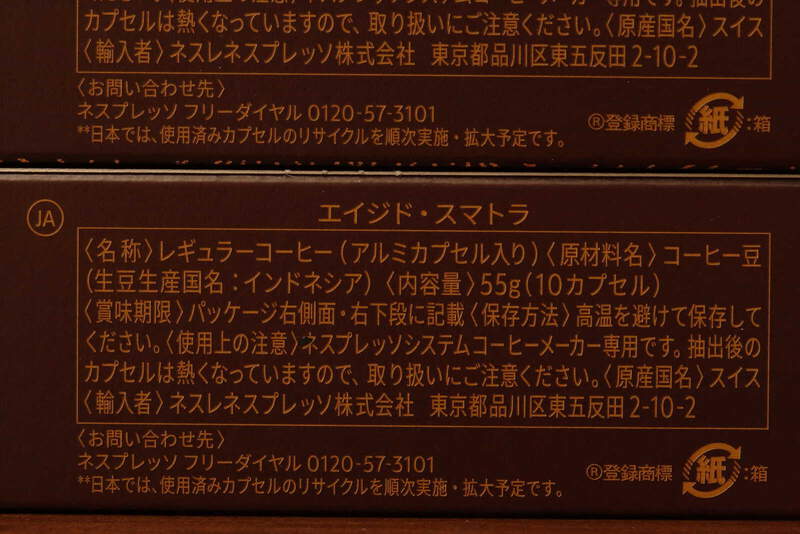 カプセルは熱くなっていますので、取り扱いにご注意ください。〈原産国名〉スイス
〈輸入者〉ネスレネスプレッソ株式会社 東京都品川区東五反田2-10-2
〈お問い合わせ先〉
ネスプレッソ フリーダイヤル 0120-57-3101
**日本では、使用済みカプセルのリサイクルを順次実施・拡大予定です。
®登録商標 紙:箱
JA
エイジド・スマトラ
〈名称〉レギュラーコーヒー(アルミカプセル入り)〈原材料名〉コーヒー豆
(生豆生産国名:インドネシア)〈内容量〉55g(10カプセル)
〈賞味期限〉パッケージ右側面・右下段に記載〈保存方法〉高温を避けて保存して
ください。〈使用上の注意〉ネスプレッソシステムコーヒーメーカー専用です。抽出後の
カプセルは熱くなっていますので、取り扱いにご注意ください。〈原産国名〉スイス
〈輸入者〉ネスレネスプレッソ株式会社 東京都品川区東五反田2-10-2
〈お問い合わせ先〉
ネスプレッソ フリーダイヤル 0120-57-3101
**日本では、使用済みカプセルのリサイクルを順次実施・拡大予定です。
®登録商標 紙:箱